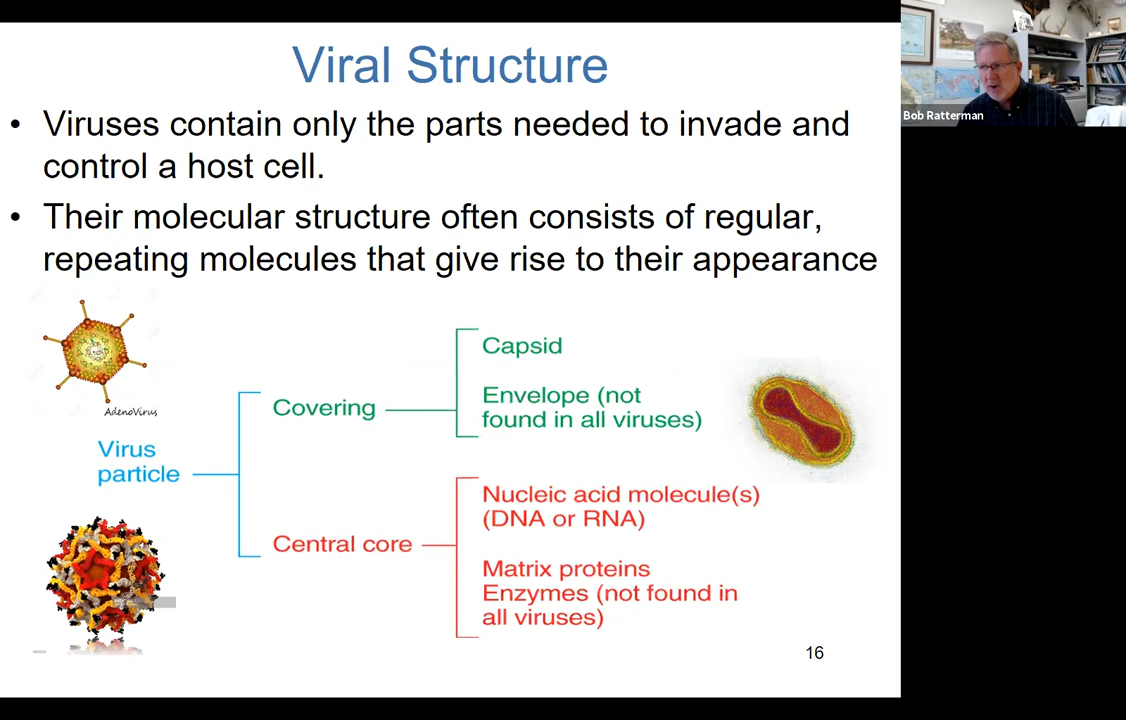 Viral Structure
• Viruses contain only the parts needed to invade and
control a host cell.
• Their molecular structure often consists of regular,
repeating molecules that give rise to their appearance
AdenoVirus
Virus
particle
Covering
Capsid
Envelope (not
found in all viruses)
Central core
Nucleic acid molecule(s)
(DNA or RNA)
Matrix proteins
Enzymes (not found in
all viruses)
16
Bob Ratterman